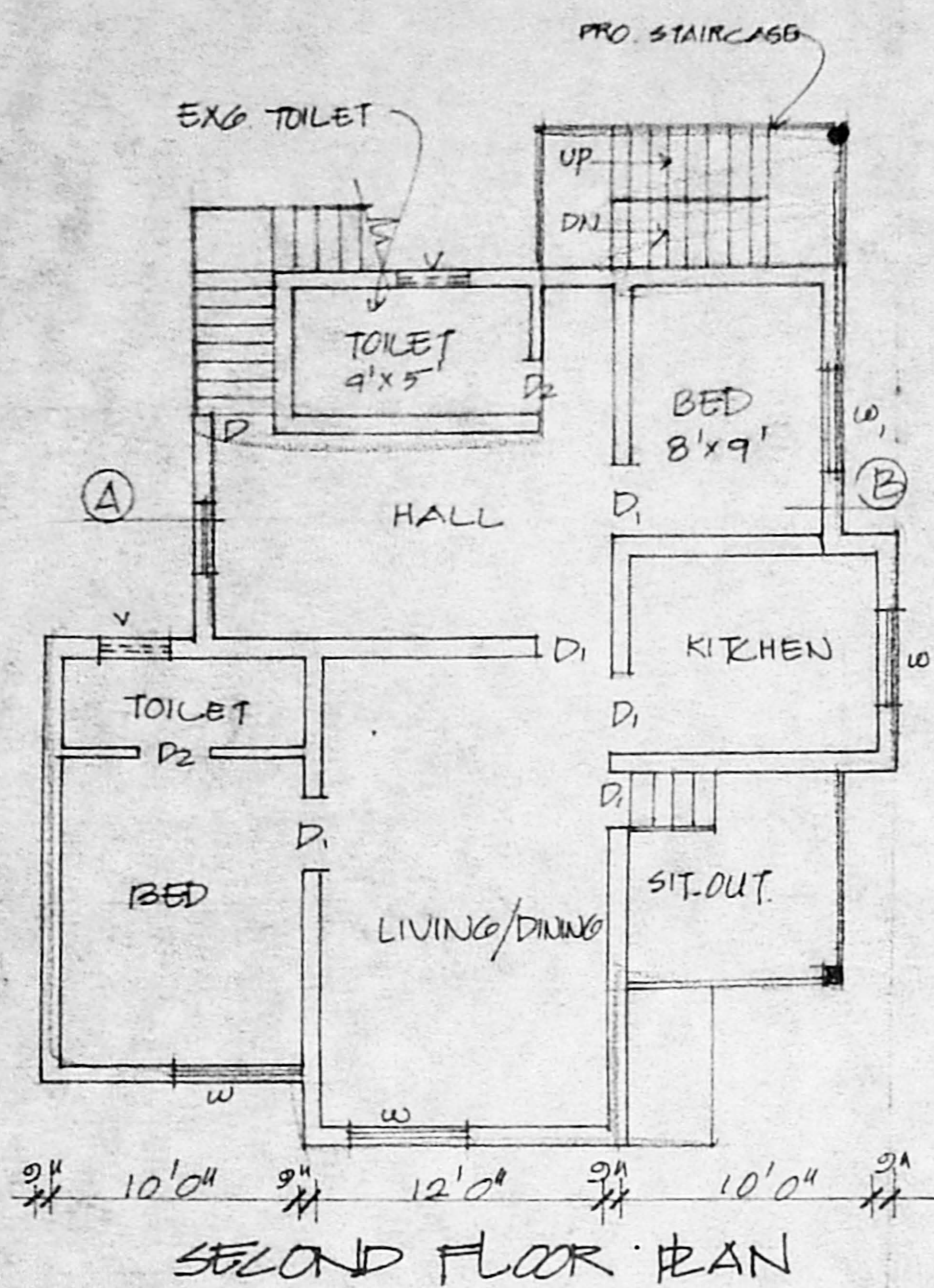 PRO. STAIRCASE
EXG. TOILET
UP
DN
V
TOILET
9'X5'
D2
BED
8'X9'
W1
D
A
B
HALL
D1
V
D1
KITCHEN
W
TOILET
D2
D1
D1
D1
BED
SIT-OUT.
LIVING/DINING
W
W
9" 10'0" 9" 12'0" 9" 10'0" 9"
SECOND FLOOR PLAN